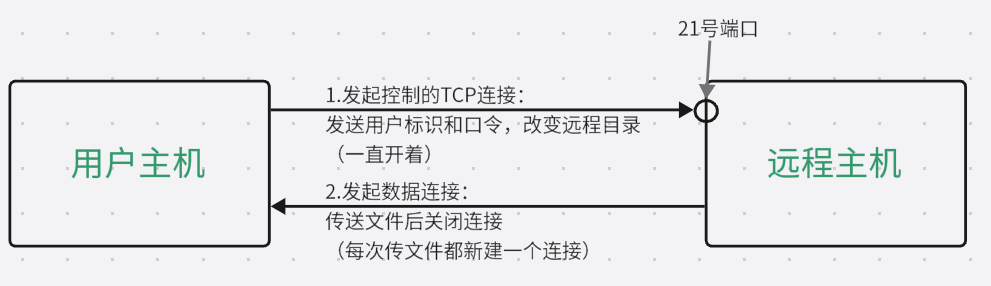 21号端口
1.发起控制的TCP连接：
发送用户标识和口令，改变远程目录
（一直开着）
用户主机
远程主机
2.发起数据连接：
传送文件后关闭连接
（每次传文件都新建一个连接）